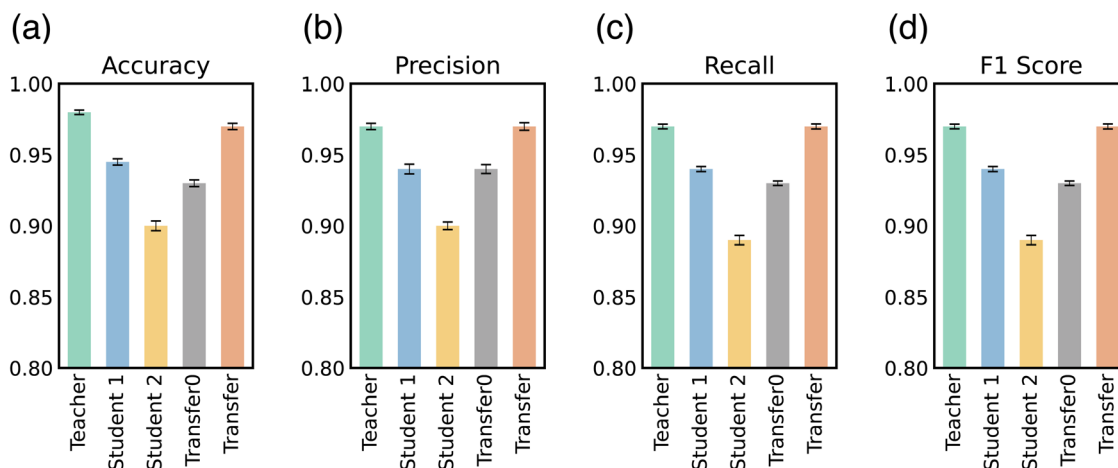 (a)
Accuracy
1.00
0.95
0.90
0.85
0.80
Teacher
Student 1
Student 2
Transfer0
Transfer
(b)
Precision
1.00
0.95
0.90
0.85
0.80
Teacher
Student 1
Student 2
Transfer0
Transfer
(c)
Recall
1.00
0.95
0.90
0.85
0.80
Teacher
Student 1
Student 2
Transfer0
Transfer
(d)
F1 Score
1.00
0.95
0.90
0.85
0.80
Teacher
Student 1
Student 2
Transfer0
Transfer